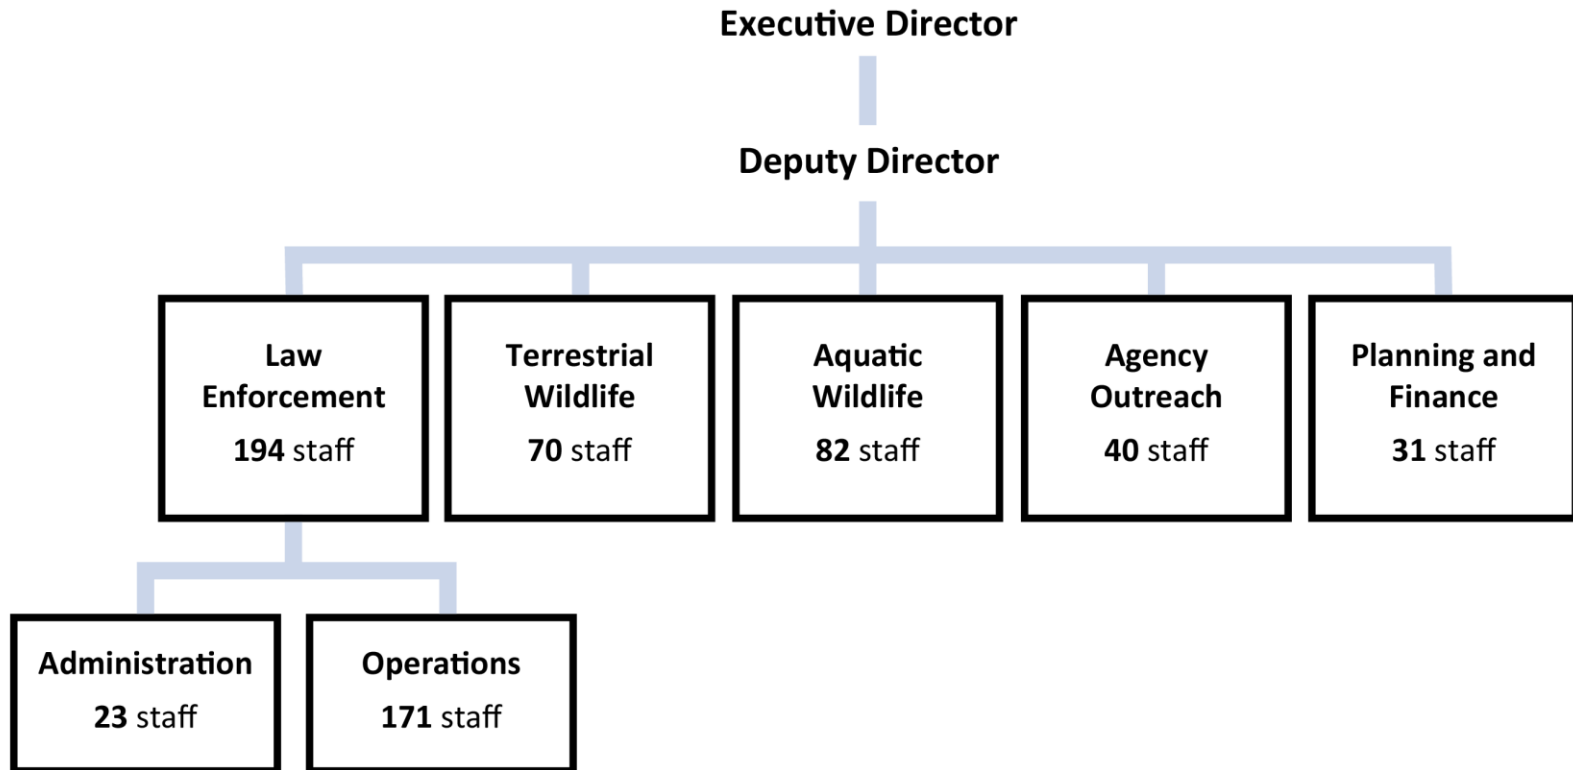 Executive Director
Deputy Director
Law
Enforcement
194 staff
Terrestrial
Wildlife
70 staff
Aquatic
Wildlife
82 staff
Agency
Outreach
40 staff
Planning and
Finance
31 staff
Administration
23 staff
Operations
171 staff